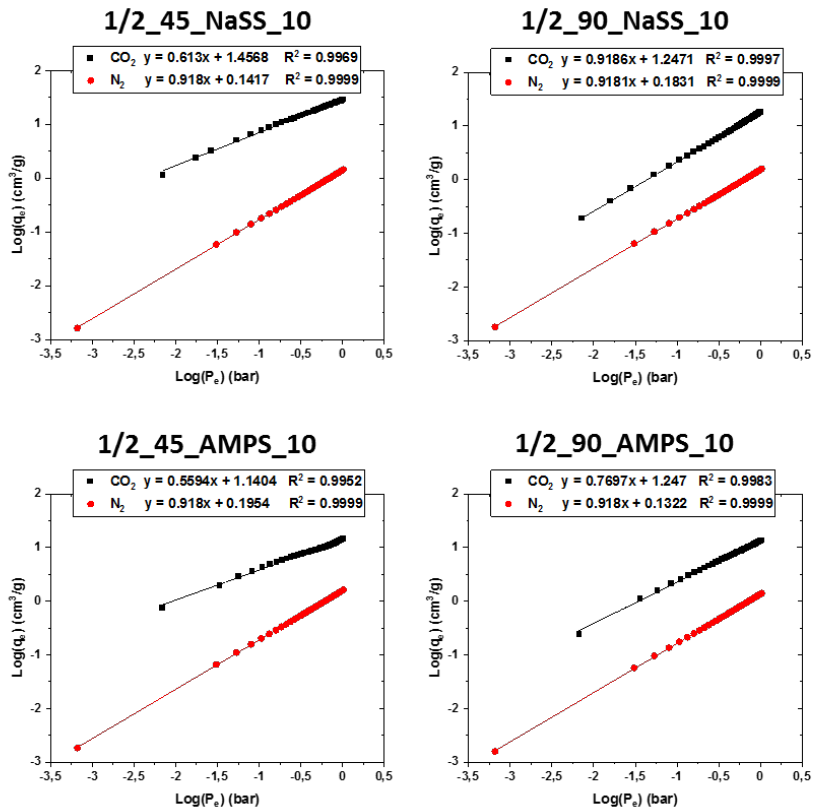 1/2_45_NaSS_10
CO₂ y = 0.613x + 1.4568 R² = 0.9969
N₂ y = 0.918x + 0.1417 R² = 0.9999
Log(qₑ) (cm³/g)
2
1
0
-1
-2
-3
-3,5 -3 -2,5 -2 -1,5 -1 -0,5 0 0,5
Log(Pₑ) (bar)
1/2_90_NaSS_10
CO₂ y = 0.9186x + 1.2471 R² = 0.9997
N₂ y = 0.9181x + 0.1831 R² = 0.9999
Log(qₑ) (cm³/g)
2
1
0
-1
-2
-3
-3,5 -3 -2,5 -2 -1,5 -1 -0,5 0 0,5
Log(Pₑ) (bar)
1/2_45_AMPS_10
CO₂ y = 0.5594x + 1.1404 R² = 0.9952
N₂ y = 0.918x + 0.1954 R² = 0.9999
Log(qₑ) (cm³/g)
2
1
0
-1
-2
-3
-3,5 -3 -2,5 -2 -1,5 -1 -0,5 0 0,5
Log(Pₑ) (bar)
1/2_90_AMPS_10
CO₂ y = 0.7697x + 1.247 R² = 0.9983
N₂ y = 0.918x + 0.1322 R² = 0.9999
Log(qₑ) (cm³/g)
2
1
0
-1
-2
-3
-3,5 -3 -2,5 -2 -1,5 -1 -0,5 0 0,5
Log(Pₑ) (bar)